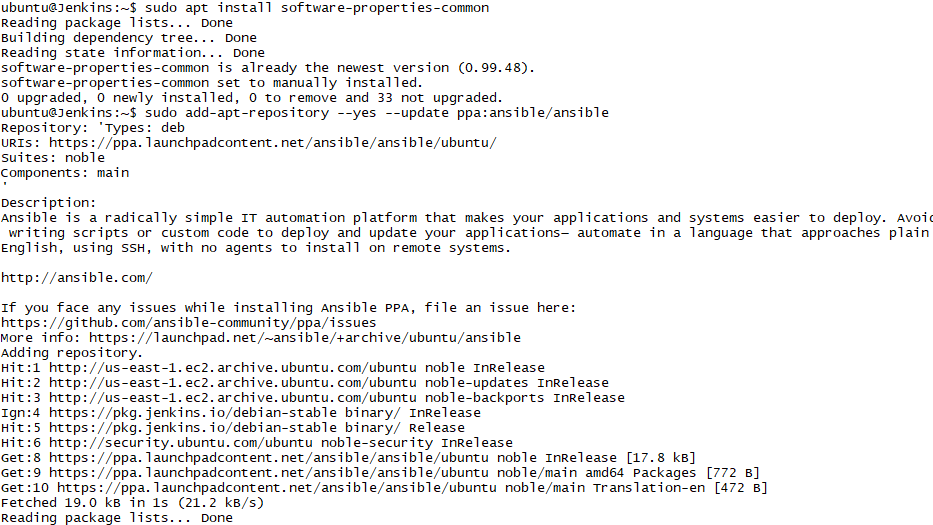 ubuntu@Jenkins:~$ sudo apt install software-properties-common
Reading package lists... Done
Building dependency tree... Done
Reading state information... Done
software-properties-common is already the newest version (0.99.48).
software-properties-common set to manually installed.
0 upgraded, 0 newly installed, 0 to remove and 33 not upgraded.
ubuntu@Jenkins:~$ sudo add-apt-repository --yes --update ppa:ansible/ansible
Repository: 'Types: deb
URIs: https://ppa.launchpadcontent.net/ansible/ansible/ubuntu/
Suites: noble
Components: main
'
Description:
Ansible is a radically simple IT automation platform that makes your applications and systems easier to deploy. Avoid
writing scripts or custom code to deploy and update your applications— automate in a language that approaches plain
English, using SSH, with no agents to install on remote systems.
http://ansible.com/
If you face any issues while installing Ansible PPA, file an issue here:
https://github.com/ansible-community/ppa/issues
More info: https://launchpad.net/~ansible/+archive/ubuntu/ansible
Adding repository.
Hit:1 http://us-east-1.ec2.archive.ubuntu.com/ubuntu noble InRelease
Hit:2 http://us-east-1.ec2.archive.ubuntu.com/ubuntu noble-updates InRelease
Hit:3 http://us-east-1.ec2.archive.ubuntu.com/ubuntu noble-backports InRelease
Ign:4 https://pkg.jenkins.io/debian-stable binary/ InRelease
Hit:5 https://pkg.jenkins.io/debian-stable binary/ Release
Hit:6 http://security.ubuntu.com/ubuntu noble-security InRelease
Get:8 https://ppa.launchpadcontent.net/ansible/ansible/ubuntu noble InRelease [17.8 kB]
Get:9 https://ppa.launchpadcontent.net/ansible/ansible/ubuntu noble/main amd64 Packages [772 B]
Get:10 https://ppa.launchpadcontent.net/ansible/ansible/ubuntu noble/main Translation-en [472 B]
Fetched 19.0 kB in 1s (21.2 kB/s)
Reading package lists... Done